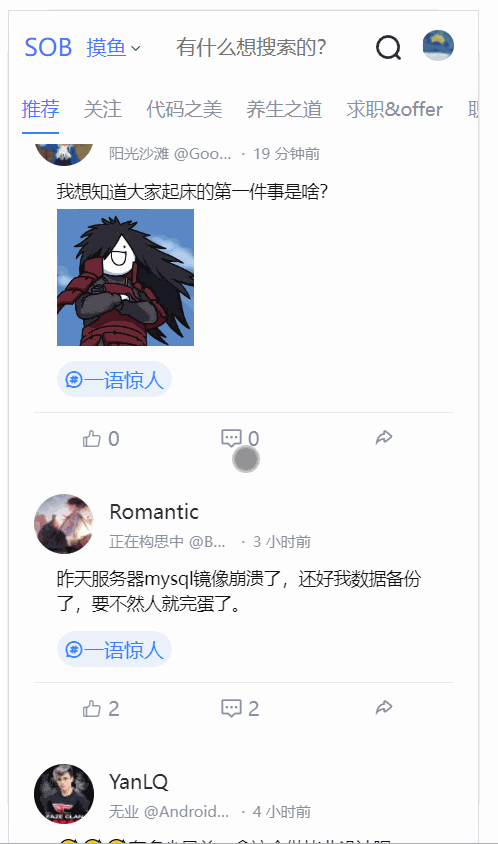 SOB 摸鱼 有什么想搜索的?
推荐 关注 代码之美 养生之道 求职&offer 职
阳光沙滩 @Goo... · 19 分钟前
我想知道大家起床的第一件事是啥?
一语惊人
0 0
Romantic
正在构思中 @B... · 3 小时前
昨天服务器mysql镜像崩溃了，还好我数据备份
了，要不然人就完蛋了。
一语惊人
2 2
YanLQ
FAZE CLAN
无业 @Android... · 4 小时前